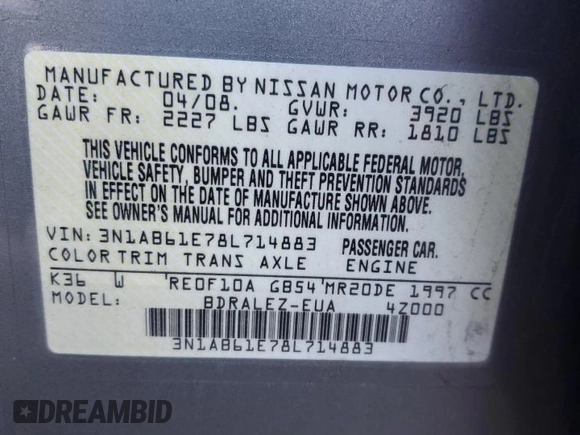 MANUFACTURED BY NISSAN MOTOR CO., LTD.
DATE: 04/08. GVWR: 3920 LBS
GAWR FR: 2227 LBS GAWR RR: 1810 LBS
THIS VEHICLE CONFORMS TO ALL APPLICABLE FEDERAL MOTOR
VEHICLE SAFETY, BUMPER AND THEFT PREVENTION STANDARDS
IN EFFECT ON THE DATE OF MANUFACTURE SHOWN ABOVE.
SEE OWNER'S MANUAL FOR ADDITIONAL INFORMATION.
VIN: 3N1AB61E78L714883 PASSENGER CAR.
COLOR TRIM TRANS AXLE ENGINE
K36 W RE0F10A GB54 MR20DE 1997 CC
MODEL: BDRALEZ-EUA 4Z000
3N1AB61E78L714883
DREAMBID